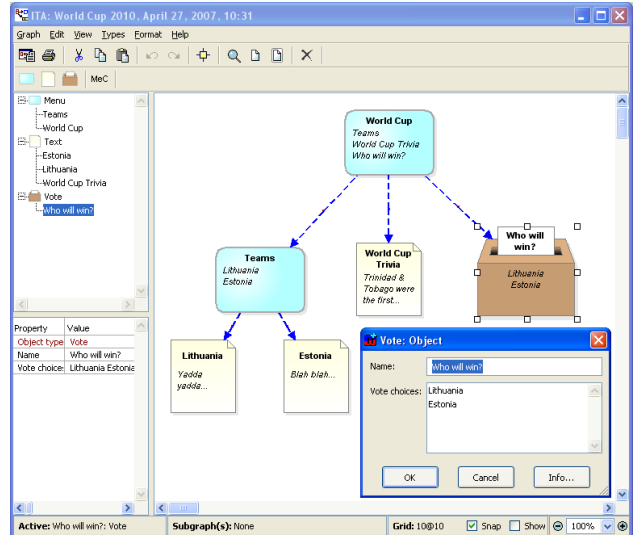 ITA: World Cup 2010, April 27, 2007, 10:31
Graph Edit View Types Format Help
MeC
Menu
Teams
World Cup
Text
Estonia
Lithuania
World Cup Trivia
Vote
Who will win?
Property Value
Object type Vote
Name Who will win?
Vote choices Lithuania Estonia
World Cup
Teams
World Cup Trivia
Who will win?
Teams
Lithuania
Estonia
World Cup
Trivia
Trinidad &
Tobago were
the first...
Who will
win?
Lithuania
Estonia
Lithuania
Yadda
yadda...
Estonia
Blah blah...
Vote: Object
Name: Who will win?
Vote choices: Lithuania
Estonia
OK Cancel Info...
Active: Who will win?: Vote Subgraph(s): None Grid: 10@10 Snap Show 100%